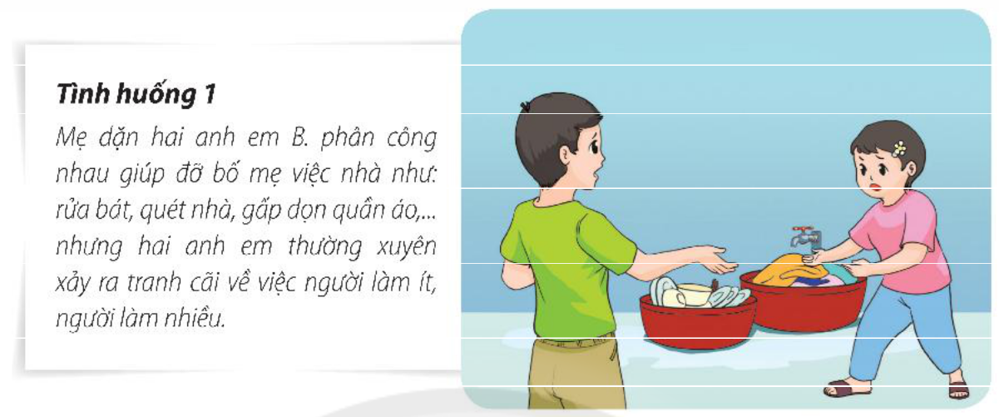 Tình huống 1
Mẹ dặn hai anh em B. phân công
nhau giúp đỡ bố mẹ việc nhà như:
rửa bát, quét nhà, gấp dọn quần áo,...
nhưng hai anh em thường xuyên
xảy ra tranh cãi về việc người làm ít,
người làm nhiều.